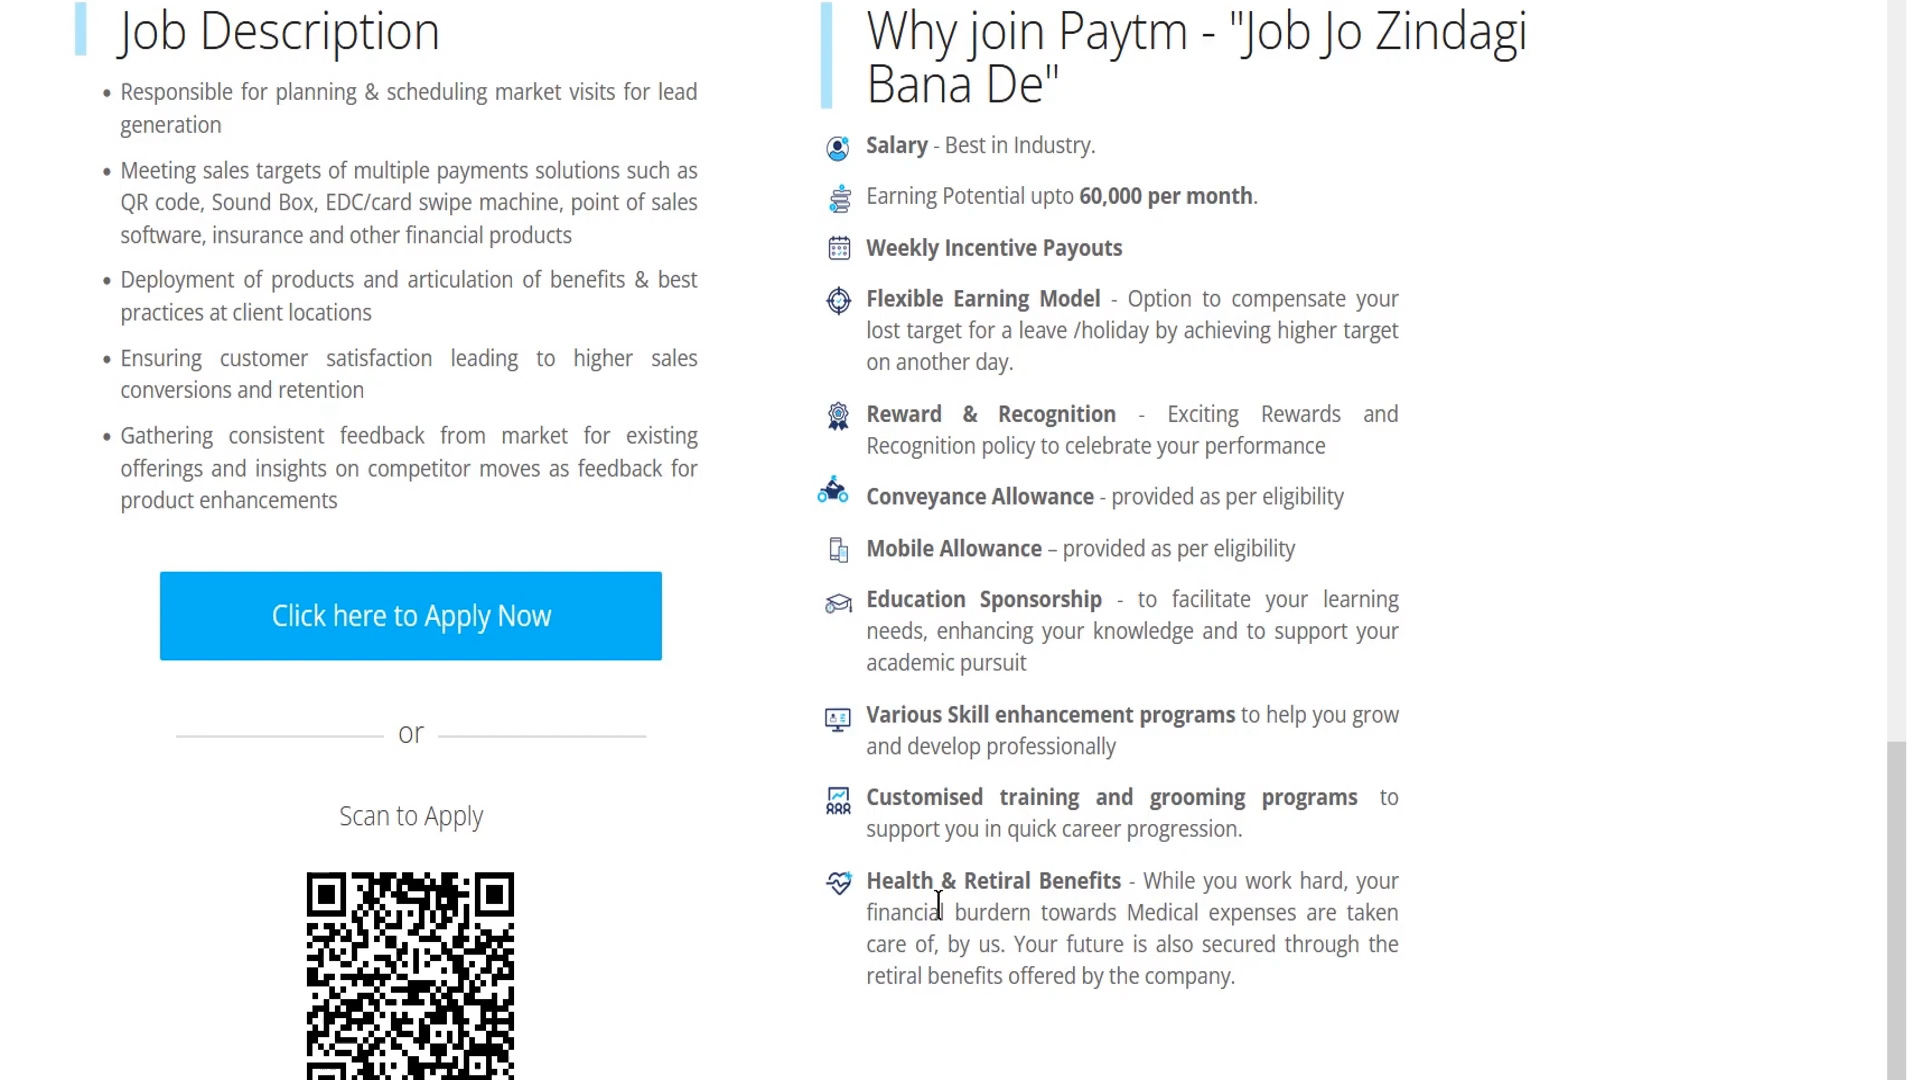 Job Description
• Responsible for planning & scheduling market visits for lead
generation
• Meeting sales targets of multiple payments solutions such as
QR code, Sound Box, EDC/card swipe machine, point of sales
software, insurance and other financial products
• Deployment of products and articulation of benefits & best
practices at client locations
• Ensuring customer satisfaction leading to higher sales
conversions and retention
• Gathering consistent feedback from market for existing
offerings and insights on competitor moves as feedback for
product enhancements
Click here to Apply Now
or
Scan to Apply
Why join Paytm - "Job Jo Zindagi
Bana De"
Salary - Best in Industry.
Earning Potential upto 60,000 per month.
Weekly Incentive Payouts
Flexible Earning Model - Option to compensate your
lost target for a leave /holiday by achieving higher target
on another day.
Reward & Recognition - Exciting Rewards and
Recognition policy to celebrate your performance
Conveyance Allowance - provided as per eligibility
Mobile Allowance – provided as per eligibility
Education Sponsorship - to facilitate your learning
needs, enhancing your knowledge and to support your
academic pursuit
Various Skill enhancement programs to help you grow
and develop professionally
Customised training and grooming programs to
support you in quick career progression.
Health & Retiral Benefits - While you work hard, your
financial burdern towards Medical expenses are taken
care of, by us. Your future is also secured through the
retiral benefits offered by the company.